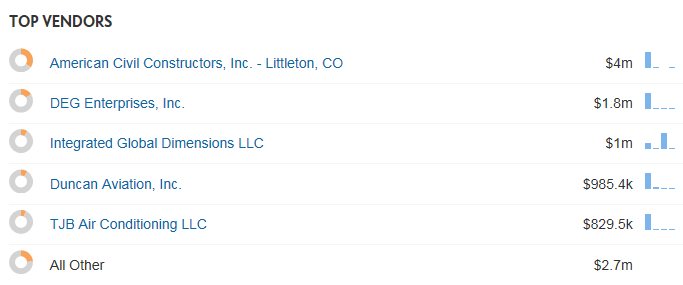 TOP VENDORS
American Civil Constructors, Inc. - Littleton, CO $4m
DEG Enterprises, Inc. $1.8m
Integrated Global Dimensions LLC $1m
Duncan Aviation, Inc. $985.4k
TJB Air Conditioning LLC $829.5k
All Other $2.7m